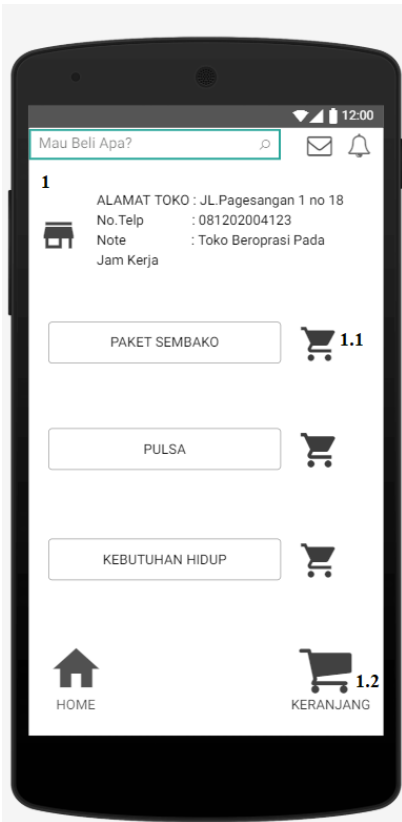 12:00
Mau Beli Apa?
1
ALAMAT TOKO : JL.Pagesangan 1 no 18
No.Telp : 081202004123
Note : Toko Beroprasi Pada
Jam Kerja
PAKET SEMBAKO 1.1
PULSA
KEBUTUHAN HIDUP
1.2
HOME KERANJANG